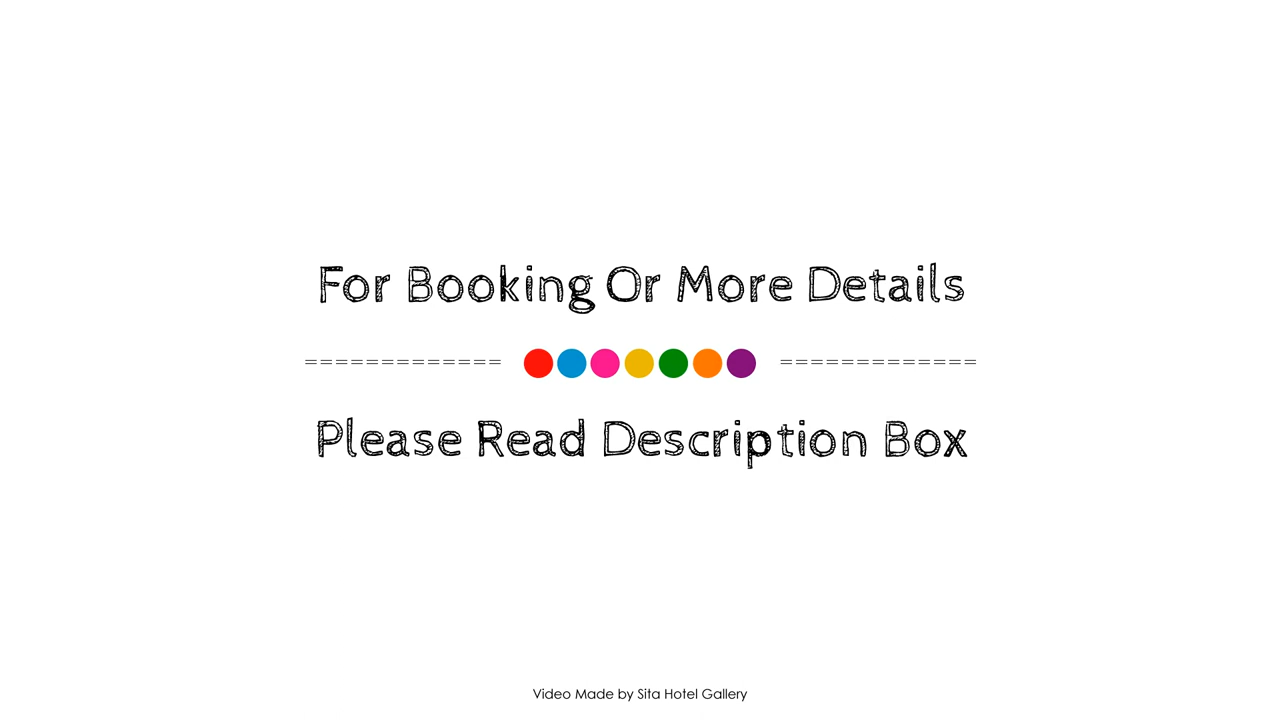 For Booking Or More Details
============= =============
Please Read Description Box
Video Made by Sita Hotel Gallery